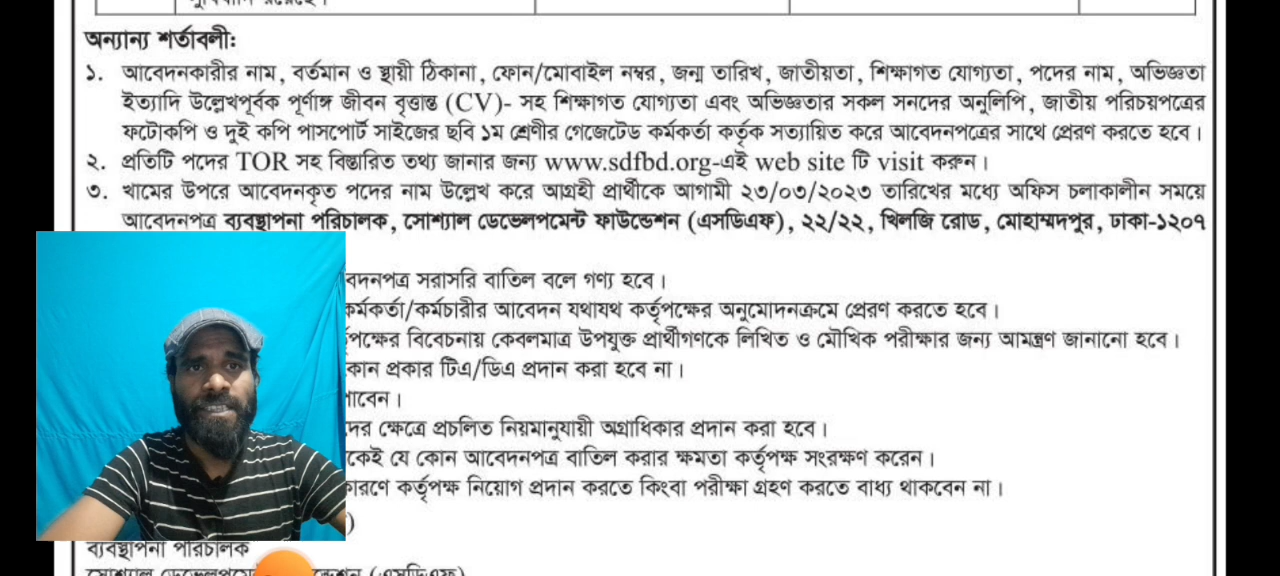 সুবিধাদি রয়েছে।
অন্যান্য শর্তাবলী:
১. আবেদনকারীর নাম, বর্তমান ও স্থায়ী ঠিকানা, ফোন/মোবাইল নম্বর, জন্ম তারিখ, জাতীয়তা, শিক্ষাগত যোগ্যতা, পদের নাম, অভিজ্ঞতা
ইত্যাদি উল্লেখপূর্বক পূর্ণাঙ্গ জীবন বৃত্তান্ত (CV)- সহ শিক্ষাগত যোগ্যতা এবং অভিজ্ঞতার সকল সনদের অনুলিপি, জাতীয় পরিচয়পত্রের
ফটোকপি ও দুই কপি পাসপোর্ট সাইজের ছবি ১ম শ্রেণীর গেজেটেড কর্মকর্তা কর্তৃক সত্যায়িত করে আবেদনপত্রের সাথে প্রেরণ করতে হবে।
২. প্রতিটি পদের TOR সহ বিস্তারিত তথ্য জানার জন্য www.sdfbd.org-এই web site টি visit করুন।
৩. খামের উপরে আবেদনকৃত পদের নাম উল্লেখ করে আগ্রহী প্রার্থীকে আগামী ২৩/০৩/২০২৩ তারিখের মধ্যে অফিস চলাকালীন সময়ে
আবেদনপত্র ব্যবস্থাপনা পরিচালক, সোশ্যাল ডেভেলপমেন্ট ফাউন্ডেশন (এসডিএফ), ২২/২২, খিলজি রোড, মোহাম্মদপুর, ঢাকা-১২০৭
বেদনপত্র সরাসরি বাতিল বলে গণ্য হবে।
কর্মকর্তা/কর্মচারীর আবেদন যথাযথ কর্তৃপক্ষের অনুমোদনক্রমে প্রেরণ করতে হবে।
র্তৃপক্ষের বিবেচনায় কেবলমাত্র উপযুক্ত প্রার্থীগণকে লিখিত ও মৌখিক পরীক্ষার জন্য আমন্ত্রণ জানানো হবে।
কোন প্রকার টিএ/ডিএ প্রদান করা হবে না।
পাবেন।
দের ক্ষেত্রে প্রচলিত নিয়মানুযায়ী অগ্রাধিকার প্রদান করা হবে।
কেই যে কোন আবেদনপত্র বাতিল করার ক্ষমতা কর্তৃপক্ষ সংরক্ষণ করেন।
কারণে কর্তৃপক্ষ নিয়োগ প্রদান করতে কিংবা পরীক্ষা গ্রহণ করতে বাধ্য থাকবেন না।
)
ব্যবস্থাপনা পরিচালক
সোশ্যাল ডেভেলপমে ন্ডেশন (এসডিএফ)